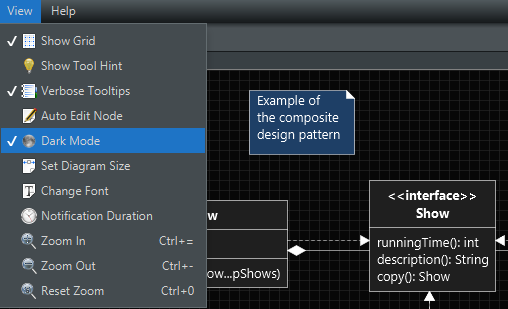 View Help
Show Grid
Show Tool Hint
Verbose Tooltips
Auto Edit Node
Dark Mode
Set Diagram Size
Change Font
Notification Duration
Zoom In Ctrl+=
Zoom Out Ctrl+-
Reset Zoom Ctrl+0
Example of
the composite
design pattern
<<interface>>
Show
runningTime(): int
description(): String
copy(): Show